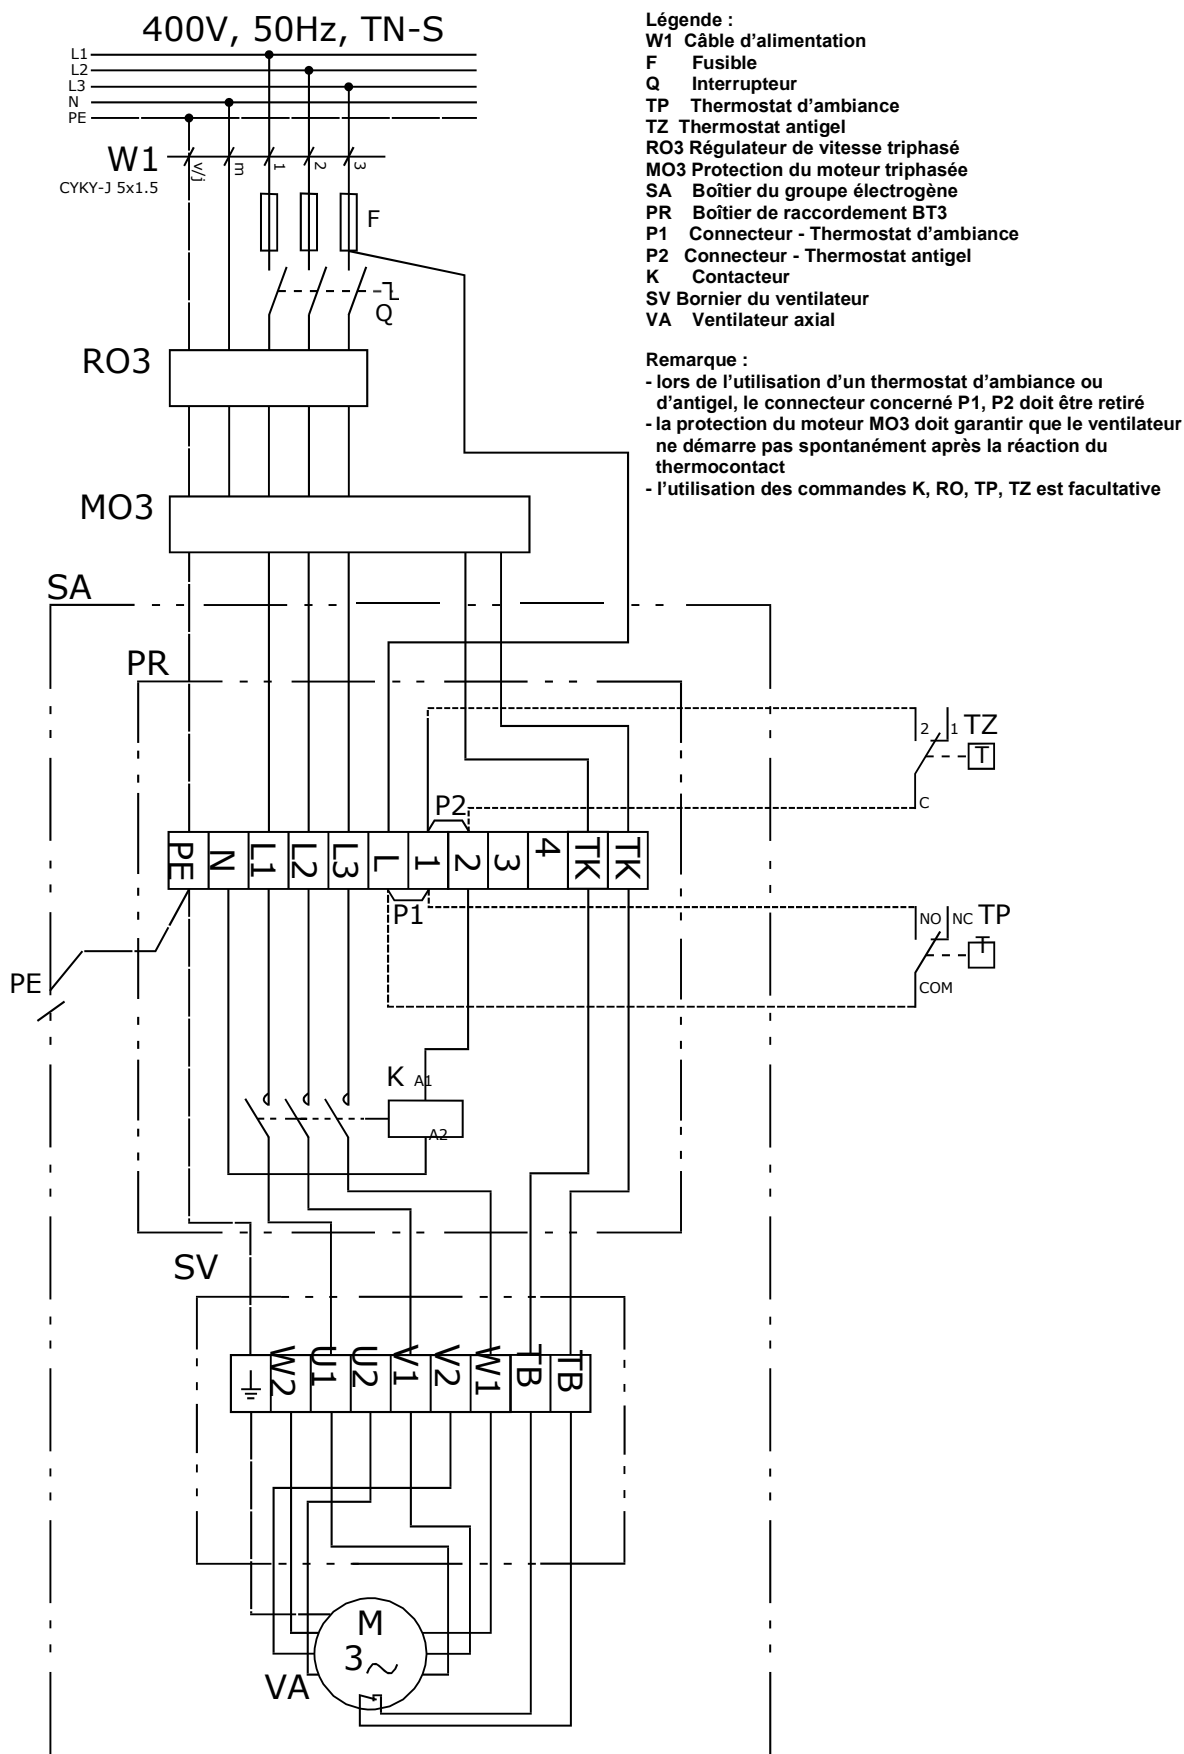 400V, 50Hz, TN-S
L1
L2
L3
N
PE
W1
CYKY-J 5x1.5
v/j
m
1
2
3
F
Q
RO3
MO3
SA
PR
2
1
TZ
T
C
P2
PE
N
L1
L2
L3
L
1
2
3
4
TK
TK
P1
NO
NC
TP
COM
PE
K
A1
A2
SV
W2
U1
U2
V1
V2
W1
TB
TB
M
3
VA
Légende :
W1 Câble d’alimentation
F Fusible
Q Interrupteur
TP Thermostat d’ambiance
TZ Thermostat antigel
RO3 Régulateur de vitesse triphasé
MO3 Protection du moteur triphasée
SA Boîtier du groupe électrogène
PR Boîtier de raccordement BT3
P1 Connecteur - Thermostat d’ambiance
P2 Connecteur - Thermostat antigel
K Contacteur
SV Bornier du ventilateur
VA Ventilateur axial
Remarque :
- lors de l’utilisation d’un thermostat d’ambiance ou
d’antigel, le connecteur concerné P1, P2 doit être retiré
- la protection du moteur MO3 doit garantir que le ventilateur
ne démarre pas spontanément après la réaction du
thermocontact
- l’utilisation des commandes K, RO, TP, TZ est facultative